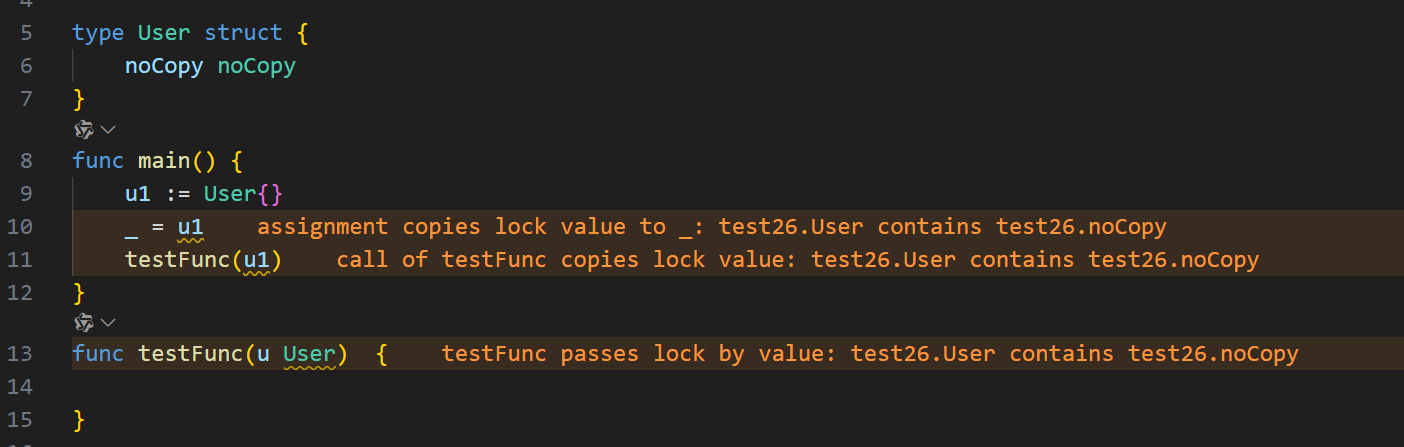 4
5 type User struct {
6 noCopy noCopy
7 }
8 func main() {
9 u1 := User{}
10 _ = u1 assignment copies lock value to _: test26.User contains test26.noCopy
11 testFunc(u1) call of testFunc copies lock value: test26.User contains test26.noCopy
12 }
13 func testFunc(u User) { testFunc passes lock by value: test26.User contains test26.noCopy
14
15 }